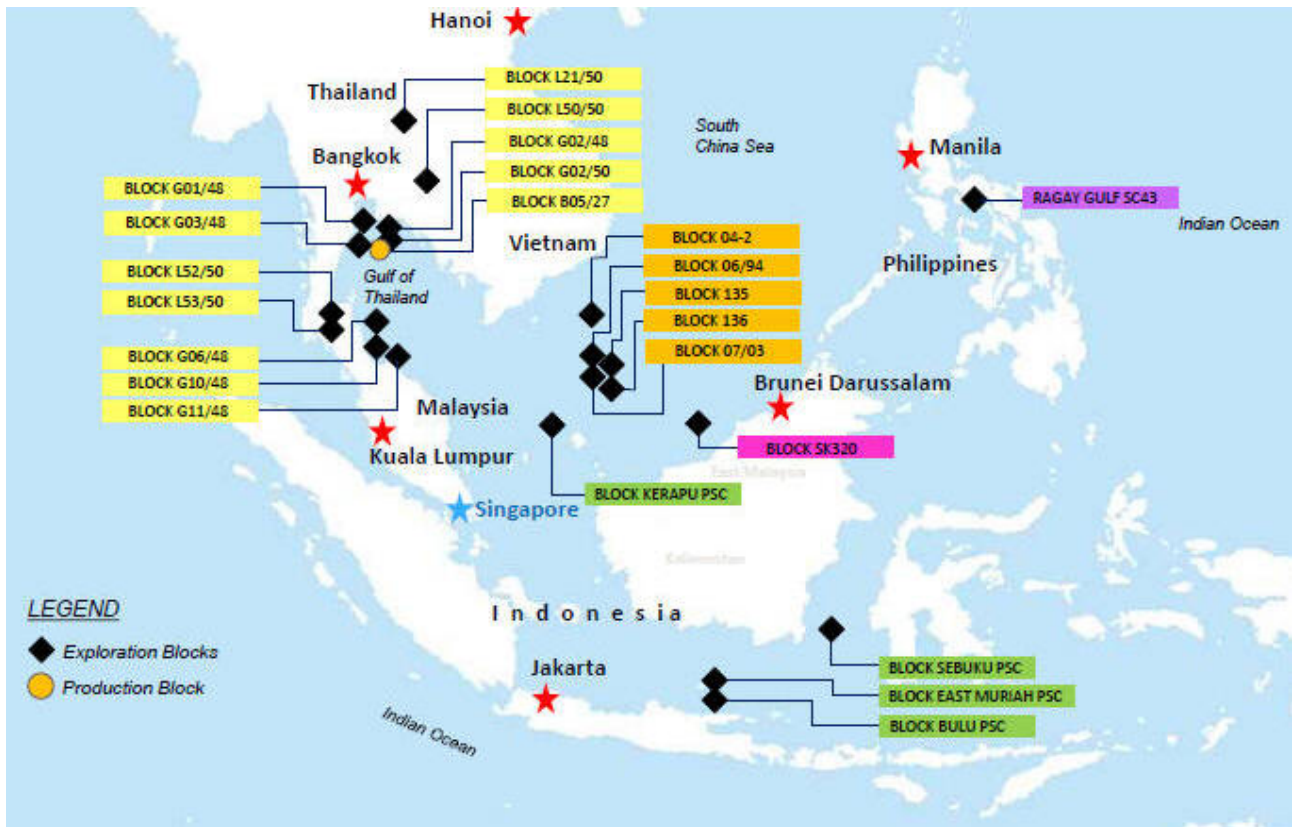 Hanoi
BLOCK L21/50
Thailand
BLOCK L50/50
South
China Sea
BLOCK G02/48
Manila
Bangkok
BLOCK G02/50
BLOCK G01/48
BLOCK B05/27
RAGAY GULF SC43
BLOCK G03/48
Indian Ocean
Vietnam
BLOCK 04-2
BLOCK 06/94
Philippines
BLOCK L52/50
Gulf of
Thailand
BLOCK 135
BLOCK L53/50
BLOCK 136
BLOCK G06/48
BLOCK 07/03
BLOCK G10/48
Brunei Darussalam
BLOCK G11/48
Malaysia
BLOCK SK320
Kuala Lumpur
East Malaysia
BLOCK KERAPU PSC
Singapore
Kalimantan
LEGEND
Indonesia
Exploration Blocks
Jakarta
BLOCK SEBUKU PSC
Production Block
BLOCK EAST MURIAH PSC
Indian Ocean
BLOCK BULU PSC